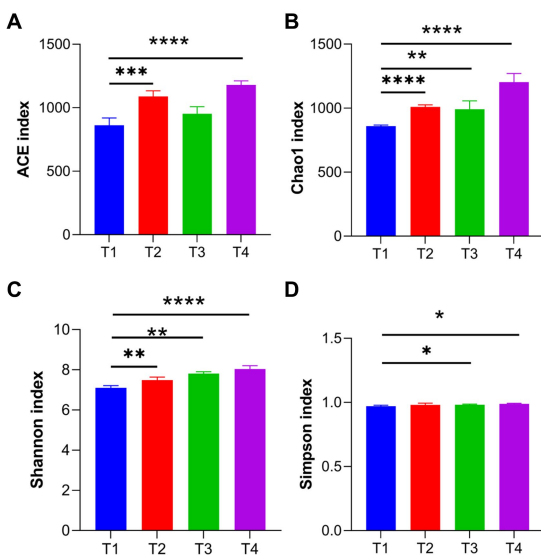 A
ACE index
1500
1000
500
0
****
***
T1 T2 T3 T4
B
Chao1 index
1500
1000
500
0
****
**
****
T1 T2 T3 T4
C
Shannon index
10
8
6
4
2
0
****
**
**
T1 T2 T3 T4
D
Simpson index
1.5
1.0
0.5
0.0
*
*
T1 T2 T3 T4